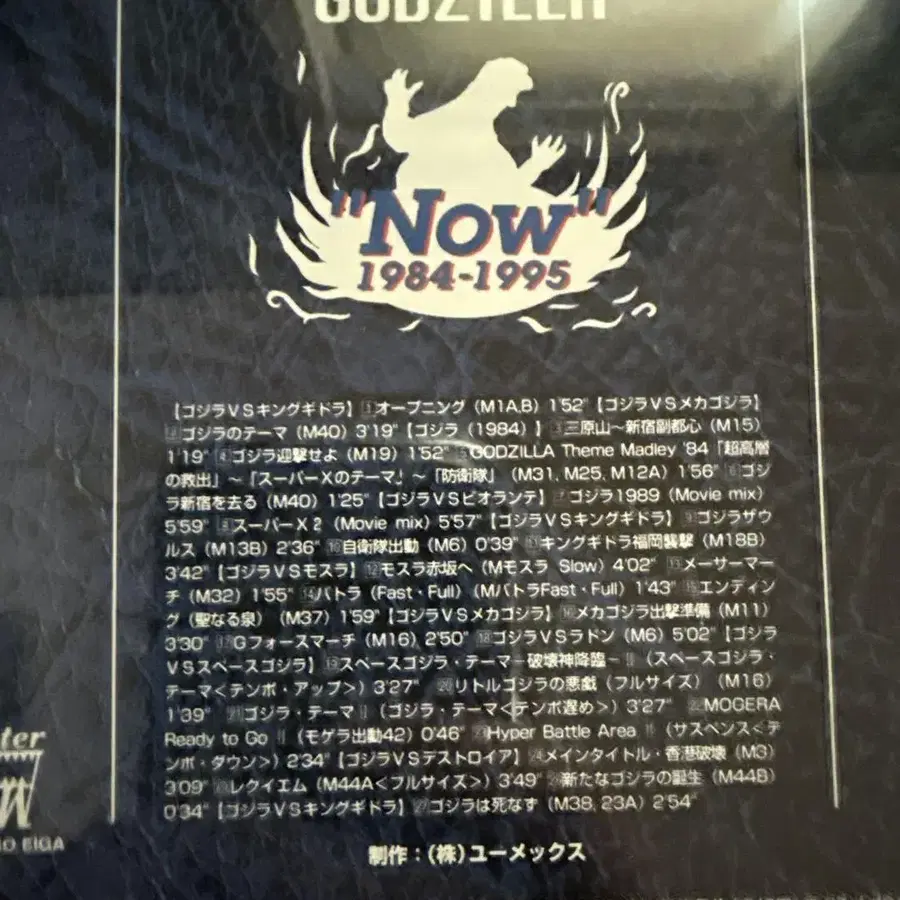 GODZILLA
"Now"
1984-1995
【ゴジラVSキングギドラ】 1オープニング (M1A,B) 1'52" 【ゴジラVSメカゴジラ】
2ゴジラのテーマ (M40) 3'19" 【ゴジラ (1984) 】 3三原山〜新宿副都心 (M15)
1'19" 4ゴジラ迎撃せよ (M19) 1'52" 5GODZILLA Theme Madley '84 「超高層
の救出」〜「スーパーXのテーマ」〜「防衛隊」 (M31, M25, M12A) 1'56" 6ゴジ
ラ新宿を去る (M40) 1'25" 【ゴジラVSビオランテ】 7ゴジラ1989 (Movie mix)
5'59" 8スーパーX2 (Movie mix) 5'57" 【ゴジラVSキングギドラ】 9ゴジラザウ
ルス (M13B) 2'36" 10自衛隊出動 (M6) 0'39" 11キングギドラ福岡襲撃 (M18B)
3'42" 【ゴジラVSモスラ】 12モスラ赤坂へ (Mモスラ Slow) 4'02" 13メーサーマー
チ (M32) 1'55" 14バトラ (Fast・Full) (MバトラFast・Full) 1'43" 15エンディン
グ (聖なる泉) (M37) 1'59" 【ゴジラVSメカゴジラ】 16メカゴジラ出撃準備 (M11)
3'30" 17Gフォースマーチ (M16) 2'50" 18ゴジラVSラドン (M6) 5'02" 【ゴジラ
VSスペースゴジラ】 19スペースゴジラ・テーマ−破壊神降臨−Ⅱ (スペースゴジラ・
テーマ<テンポ・アップ>) 3'27" 20リトルゴジラの悪戯 (フルサイズ) (M16)
1'39" 21ゴジラ・テーマⅡ (ゴジラ・テーマ<テンポ遅め>) 3'27" 22MOGERA
Ready to Go Ⅱ (モゲラ出動42) 0'46" 23Hyper Battle Area Ⅱ (サスペンス<テ
ンポ・ダウン>) 2'34" 【ゴジラVSデストロイア】 24メインタイトル・香港破壊 (M3)
3'09" 25レクイエム (M44A<フルサイズ>) 3'49" 26新たなゴジラの誕生 (M44B)
0'34" 【ゴジラVSキングギドラ】 27ゴジラは死なず (M38, 23A) 2'54"
制作：(株)ユーメックス
ter
O EIGA